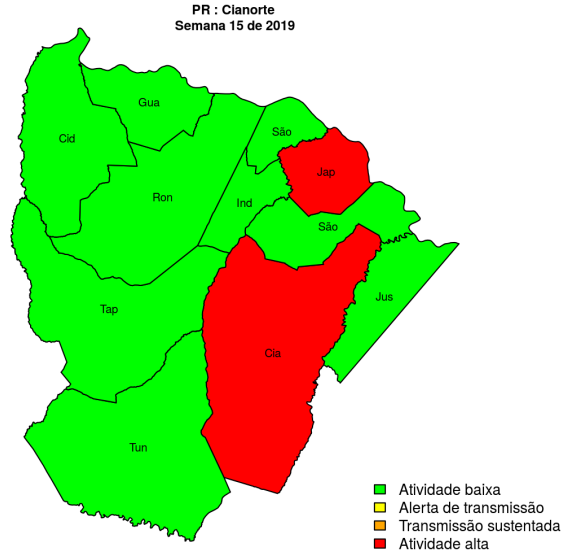 PR : Cianorte
Semana 15 de 2019
Gua
Cid
São
Jap
Ron
Ind
São
Jus
Tap
Cia
Tun
Atividade baixa
Alerta de transmissão
Transmissão sustentada
Atividade alta